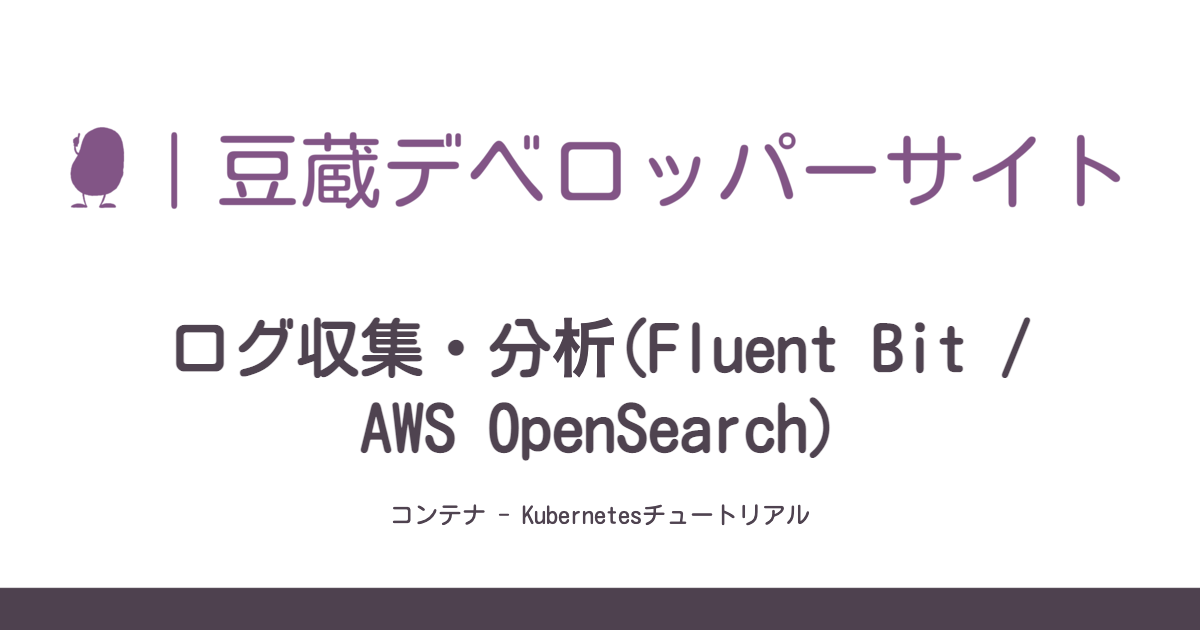 |豆蔵デベロッパーサイト
ログ収集・分析(Fluent Bit /
AWS OpenSearch)
コンテナ - Kubernetesチュートリアル